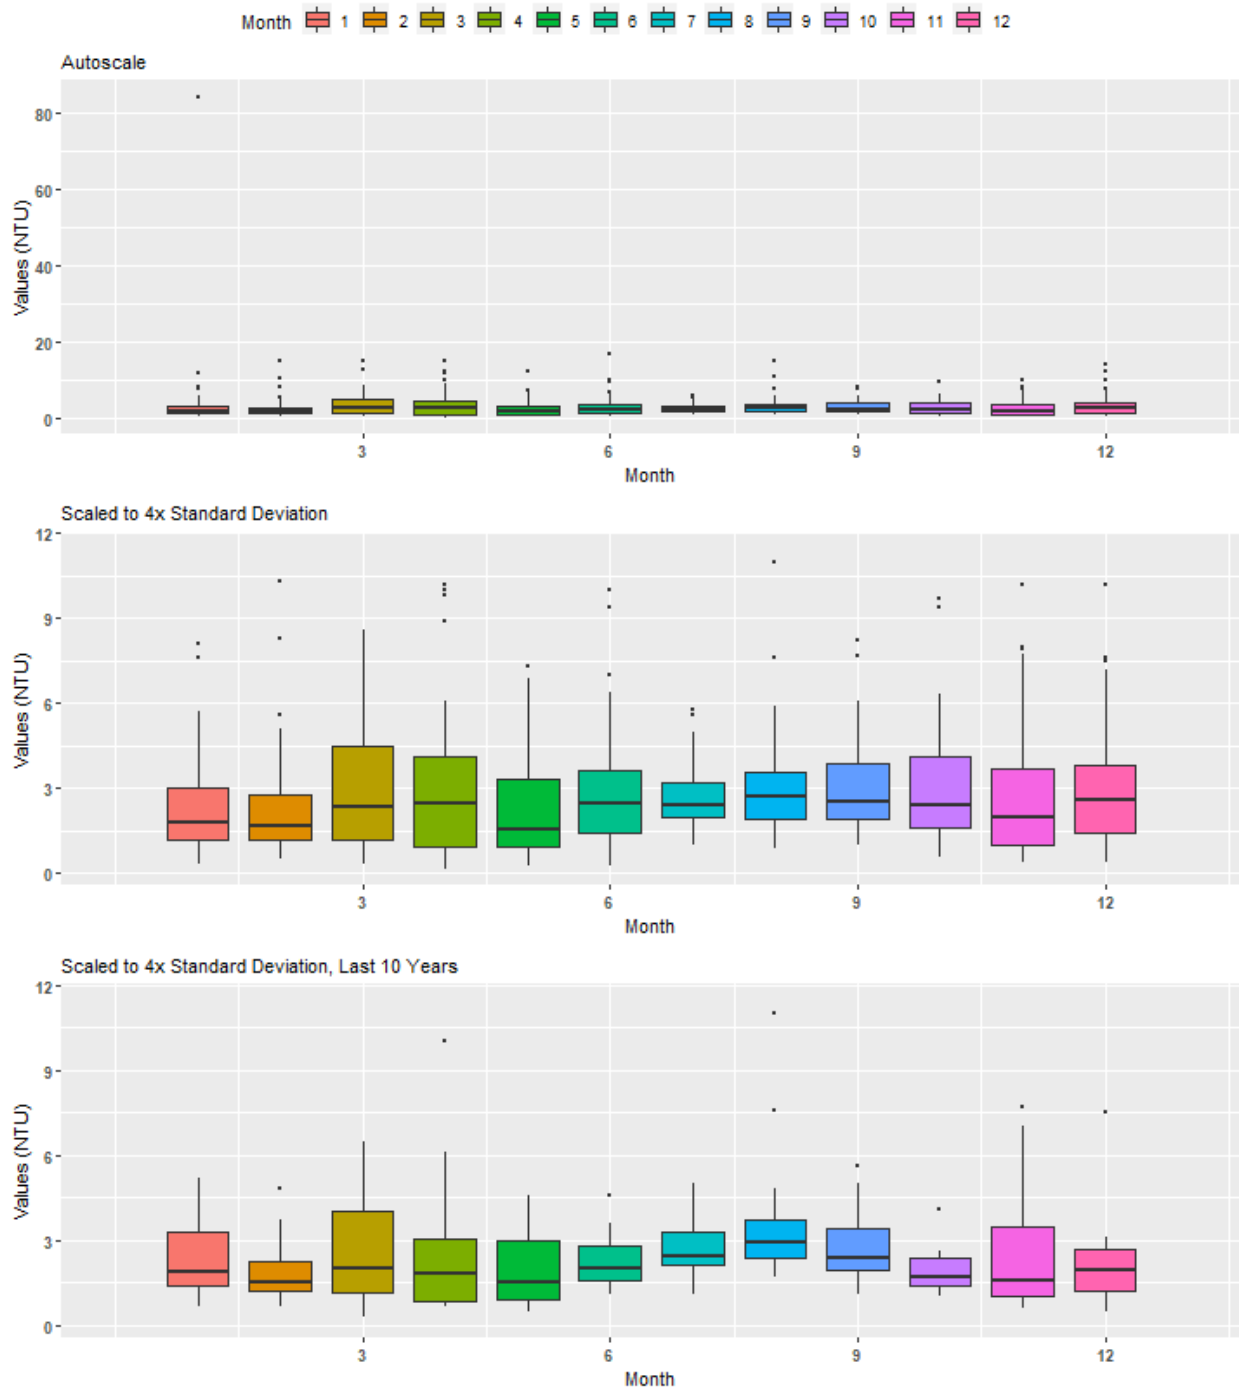 Month 1 2 3 4 5 6 7 8 9 10 11 12
Autoscale
Values (NTU)
80
60
40
20
0
3 6 9 12
Month
Scaled to 4x Standard Deviation
Values (NTU)
12
9
6
3
0
3 6 9 12
Month
Scaled to 4x Standard Deviation, Last 10 Years
Values (NTU)
12
9
6
3
0
3 6 9 12
Month